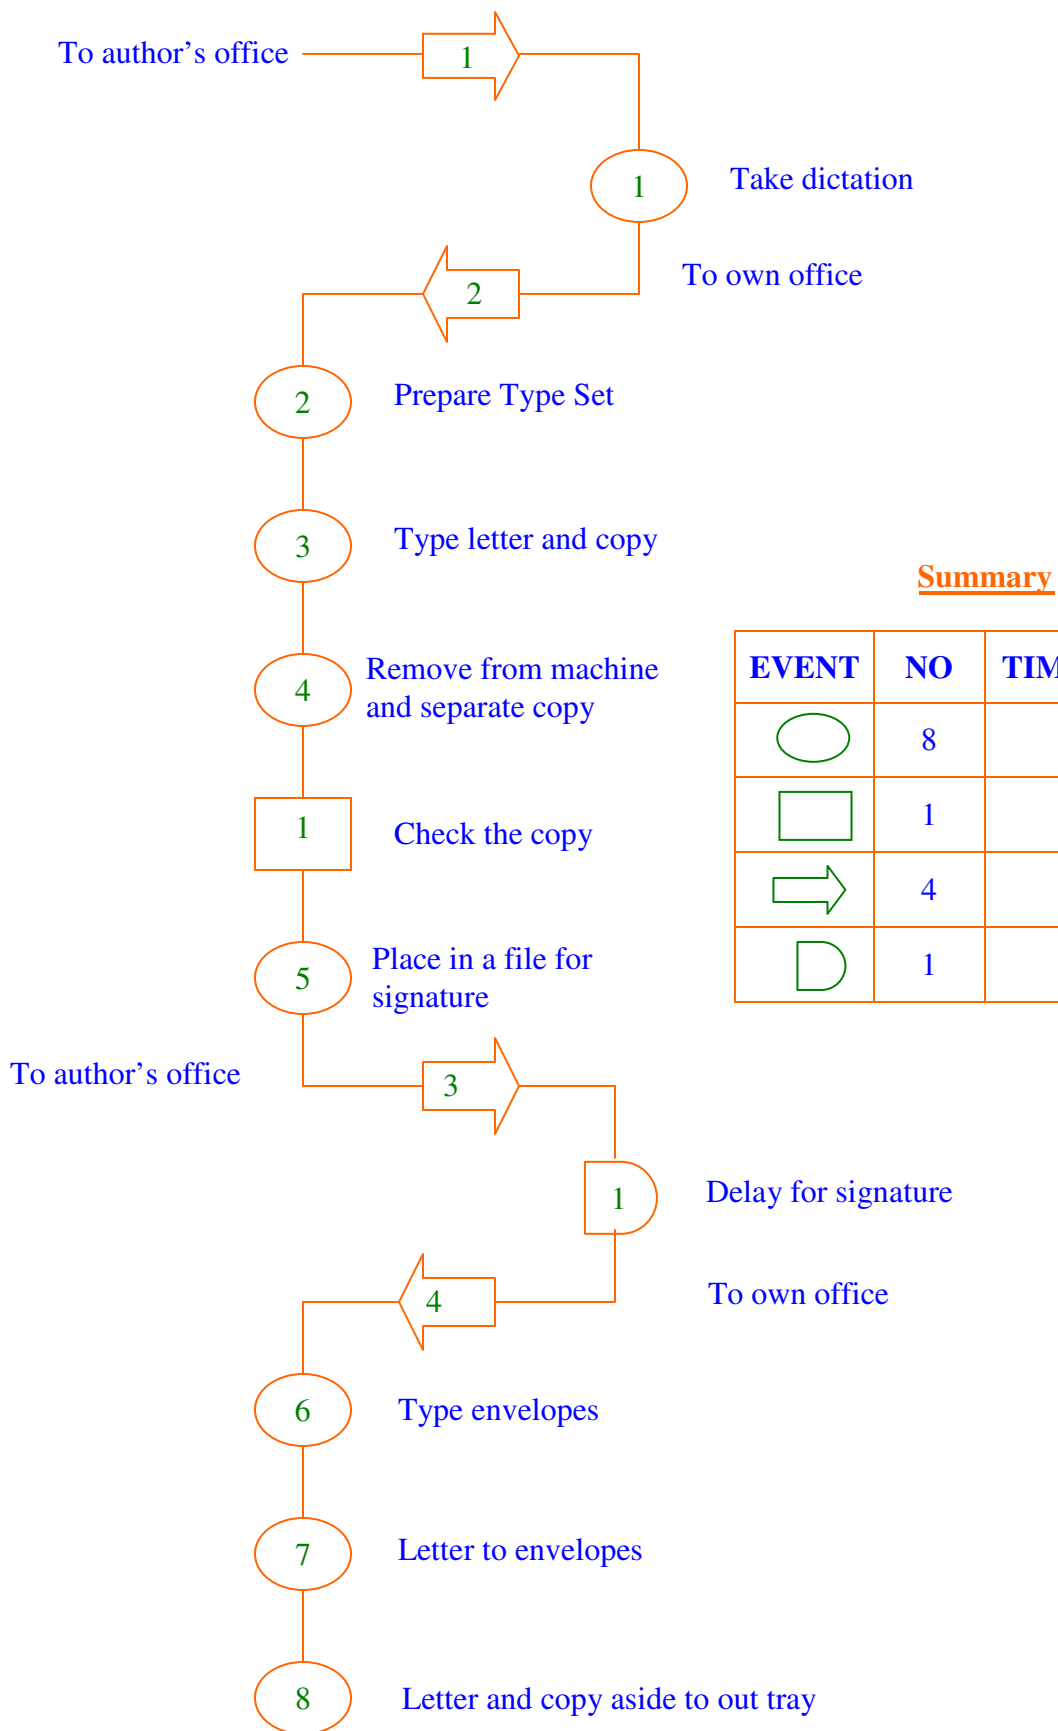 To author's office
1
1
Take dictation
To own office
2
2
Prepare Type Set
3
Type letter and copy
Summary
EVENT NO TIM
8
1
4
1
4
Remove from machine
and separate copy
1
Check the copy
5
Place in a file for
signature
To author's office
3
1
Delay for signature
To own office
4
6
Type envelopes
7
Letter to envelopes
8
Letter and copy aside to out tray